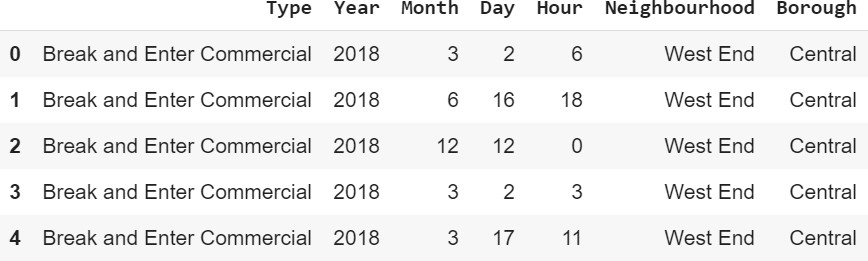 Type Year Month Day Hour Neighbourhood Borough
0 Break and Enter Commercial 2018 3 2 6 West End Central
1 Break and Enter Commercial 2018 6 16 18 West End Central
2 Break and Enter Commercial 2018 12 12 0 West End Central
3 Break and Enter Commercial 2018 3 2 3 West End Central
4 Break and Enter Commercial 2018 3 17 11 West End Central